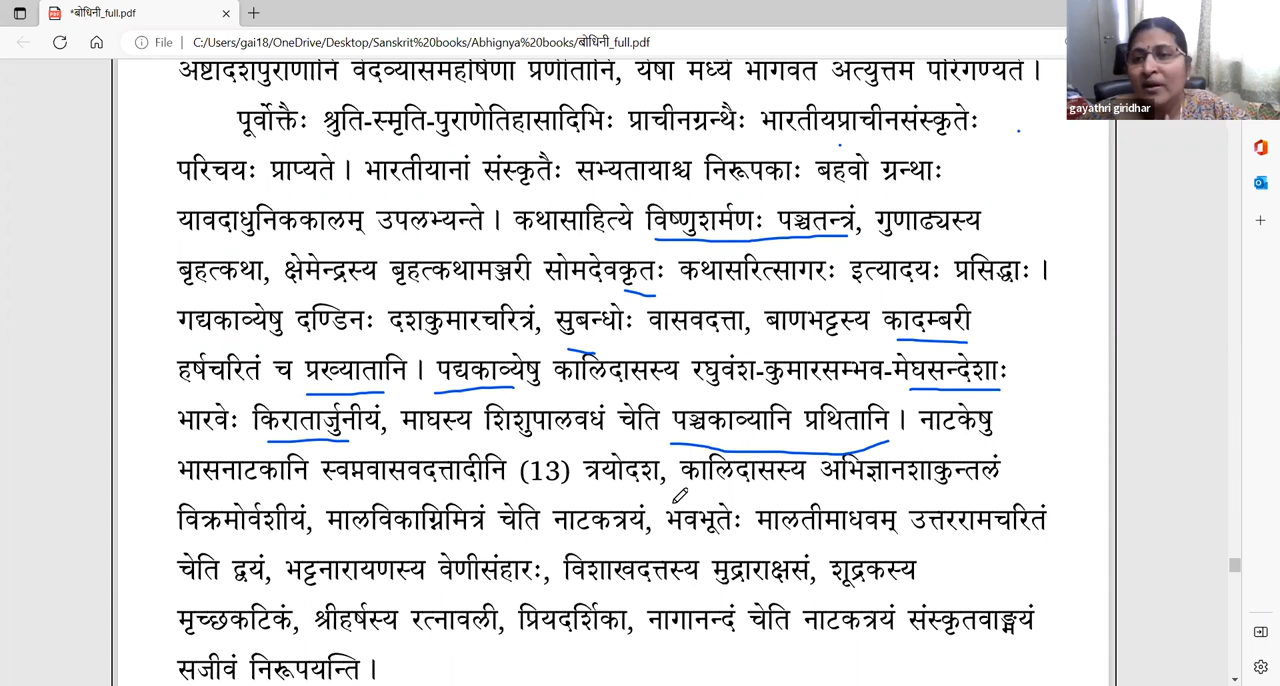 *बोधिनी_full.pdf
File
C:/Users/gai18/OneDrive/Desktop/Sanskrit%20books/Abhignya%20books/बोधिनी_full.pdf
gayathri giridhar
अष्टादशपुराणानि वेदव्यासमहर्षिणा प्रणीतानि, येषां मध्ये भागवतं अत्युत्तमं परिगण्यते ।
पूर्वोक्तैः श्रुति-स्मृति-पुराणेतिहासादिभिः प्राचीनग्रन्थैः भारतीयप्राचीनसंस्कृतेः
परिचयः प्राप्यते । भारतीयानां संस्कृतैः सभ्यतायाश्च निरूपकाः बहवो ग्रन्थाः
यावदाधुनिककालम् उपलभ्यन्ते । कथासाहित्ये विष्णुशर्मणः पञ्चतन्त्रं, गुणाढ्यस्य
बृहत्कथा, क्षेमेन्द्रस्य बृहत्कथामञ्जरी सोमदेवकृतः कथासरित्सागरः इत्यादयः प्रसिद्धाः ।
गद्यकाव्येषु दण्डिनः दशकुमारचरित्रं, सुबन्धोः वासवदत्ता, बाणभट्टस्य कादम्बरी
हर्षचरितं च प्रख्यातानि । पद्यकाव्येषु कालिदासस्य रघुवंश-कुमारसम्भव-मेघसन्देशाः
भारवेः किरातार्जुनीयं, माघस्य शिशुपालवधं चेति पञ्चकाव्यानि प्रथितानि । नाटकेषु
भासनाटकानि स्वप्नवासवदत्तादीनि (13) त्रयोदश, कालिदासस्य अभिज्ञानशाकुन्तलं
विक्रमोर्वशीयं, मालविकाग्निमित्रं चेति नाटकत्रयं, भवभूतेः मालतीमाधवम् उत्तररामचरितं
चेति द्वयं, भट्टनारायणस्य वेणीसंहारः, विशाखदत्तस्य मुद्राराक्षसं, शूद्रकस्य
मृच्छकटिकं, श्रीहर्षस्य रत्नावली, प्रियदर्शिका, नागानन्दं चेति नाटकत्रयं संस्कृतवाङ्मयं
सजीवं निरूपयन्ति ।